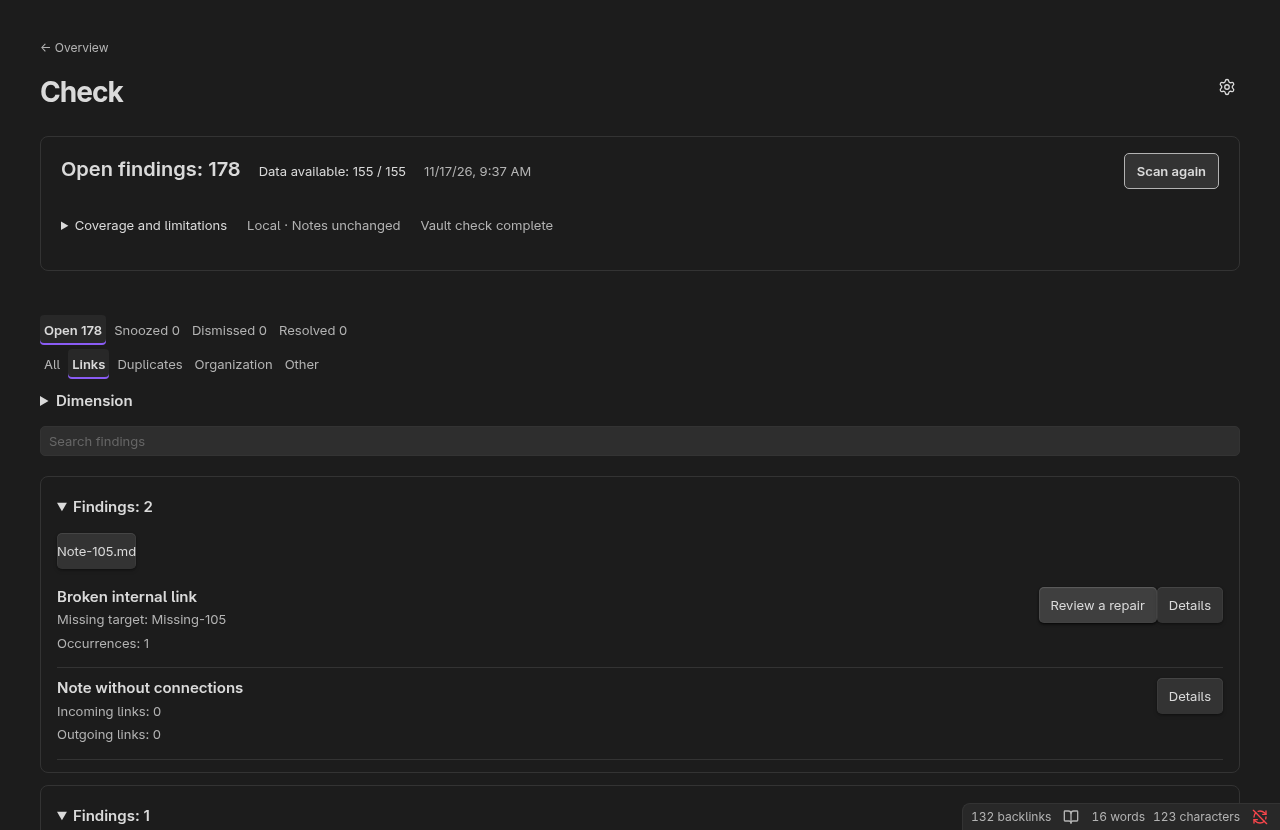 ← Overview
Check
Open findings: 178 Data available: 155 / 155 11/17/26, 9:37 AM Scan again
Coverage and limitations Local · Notes unchanged Vault check complete
Open 178 Snoozed 0 Dismissed 0 Resolved 0
All Links Duplicates Organization Other
Dimension
Search findings
Findings: 2
Note-105.md
Broken internal link
Missing target: Missing-105
Occurrences: 1
Review a repair Details
Note without connections
Incoming links: 0
Outgoing links: 0
Details
Findings: 1
132 backlinks 16 words 123 characters